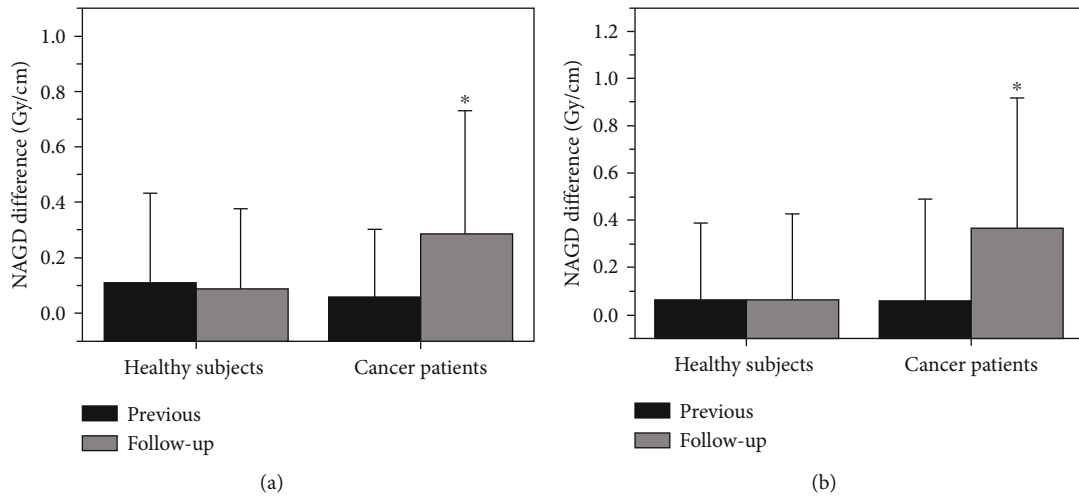 NAGD difference (Gy/cm)
1.0
0.8
0.6
0.4
0.2
0.0
*
Healthy subjects
Cancer patients
Previous
Follow-up
(a)
NAGD difference (Gy/cm)
1.2
1.0
0.8
0.6
0.4
0.2
0.0
*
Healthy subjects
Cancer patients
Previous
Follow-up
(b)